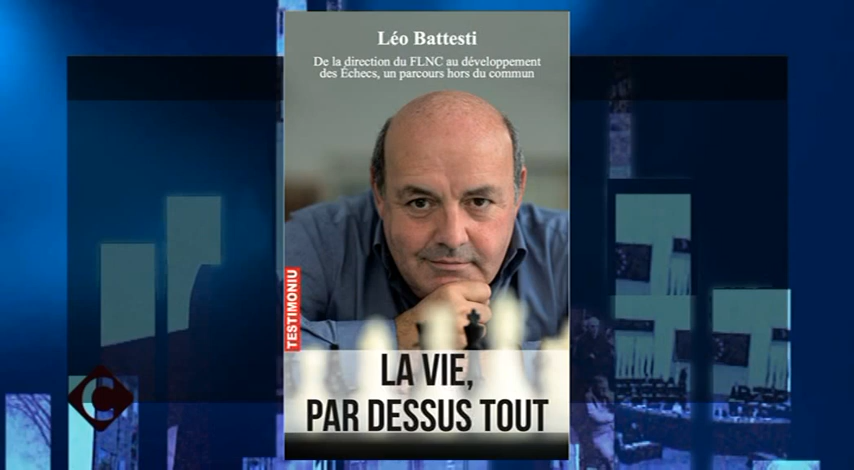 Léo Battesti
De la direction du FLNC au développement
des Échecs, un parcours hors du commun
TESTIMONIU
LA VIE,
PAR DESSUS TOUT
C